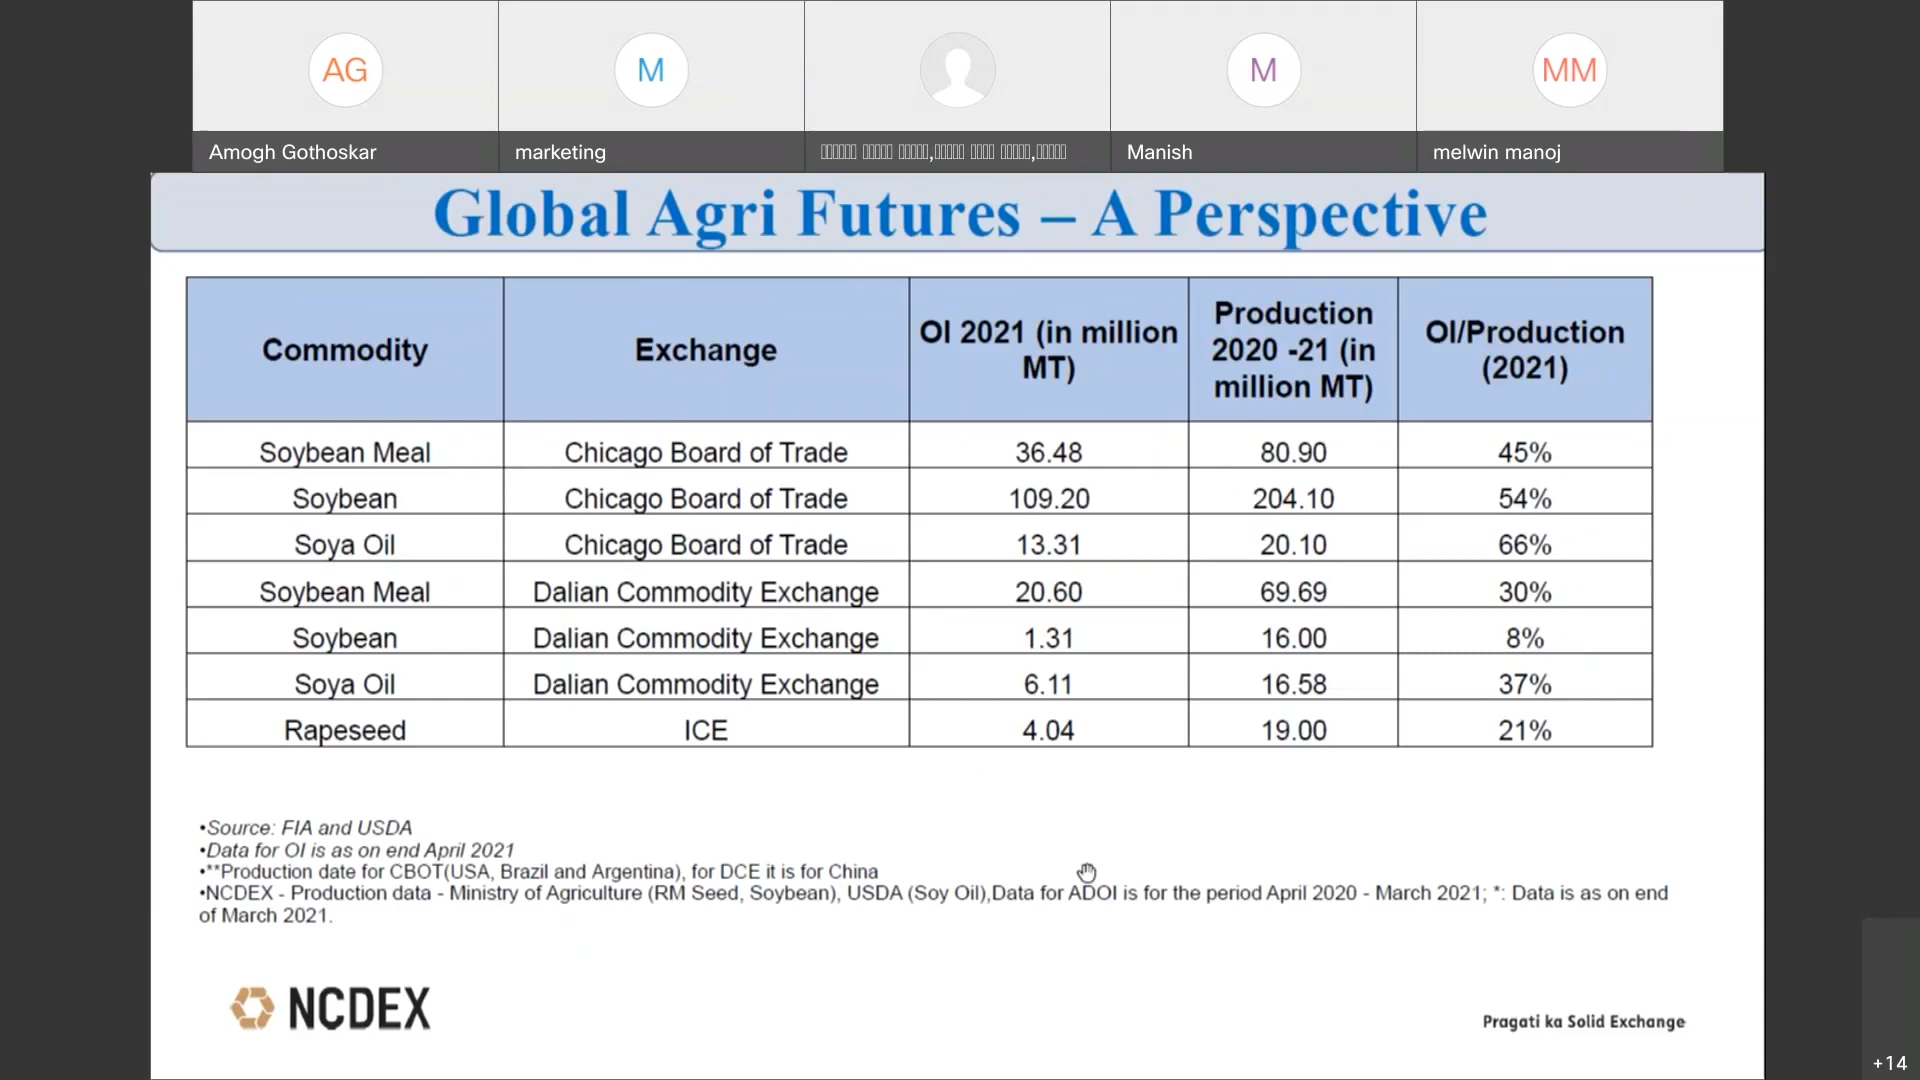 AG
M
M
MM
Amogh Gothoskar
marketing
Manish
melwin manoj
Global Agri Futures – A Perspective
Commodity
Exchange
OI 2021 (in million
MT)
Production
2020 -21 (in
million MT)
OI/Production
(2021)
Soybean Meal Chicago Board of Trade 36.48 80.90 45%
Soybean Chicago Board of Trade 109.20 204.10 54%
Soya Oil Chicago Board of Trade 13.31 20.10 66%
Soybean Meal Dalian Commodity Exchange 20.60 69.69 30%
Soybean Dalian Commodity Exchange 1.31 16.00 8%
Soya Oil Dalian Commodity Exchange 6.11 16.58 37%
Rapeseed ICE 4.04 19.00 21%
•Source: FIA and USDA
•Data for OI is as on end April 2021
•**Production date for CBOT(USA, Brazil and Argentina), for DCE it is for China
•NCDEX - Production data - Ministry of Agriculture (RM Seed, Soybean), USDA (Soy Oil),Data for ADOI is for the period April 2020 - March 2021; *: Data is as on end
of March 2021.
NCDEX
Pragati ka Solid Exchange
+14